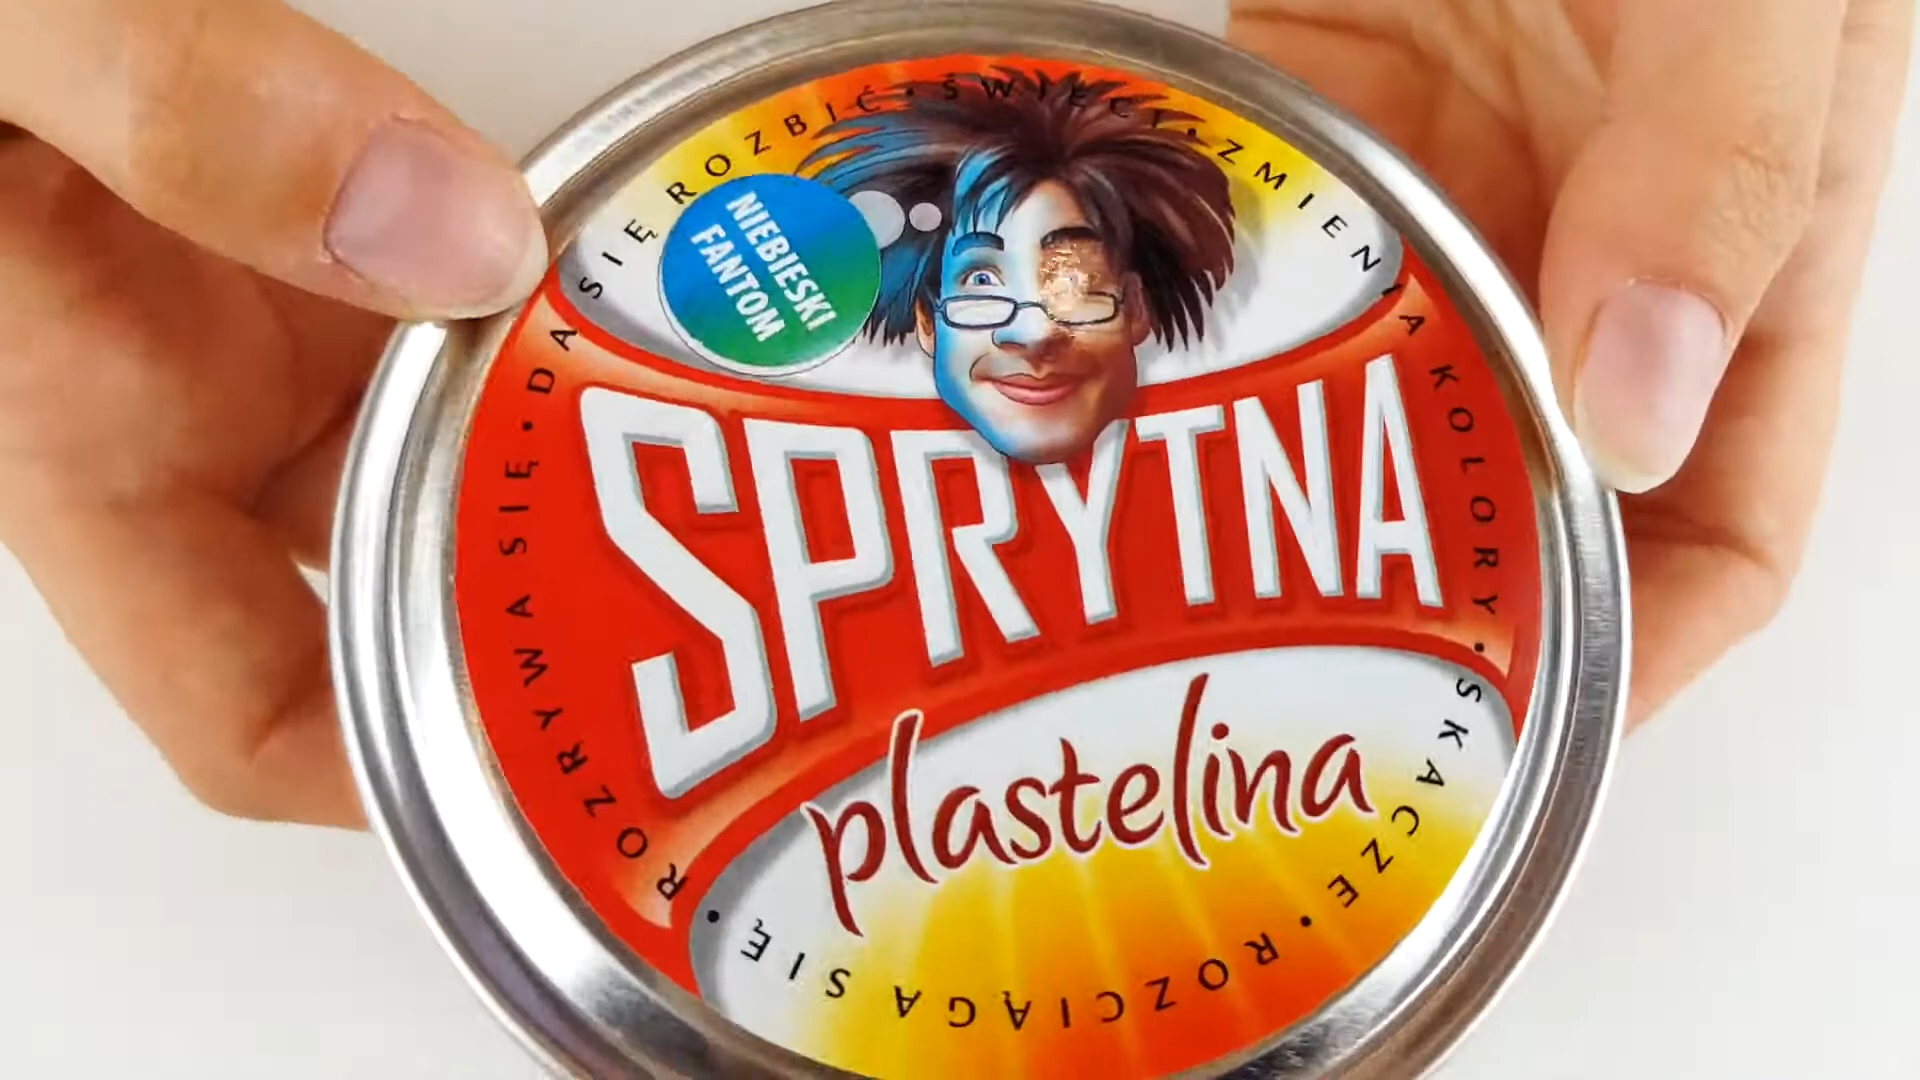 NIEBIESKI
FANTOM
SPRYTNA
plastelina
ROZRYWA SIĘ • DA SIĘ ROZBIĆ • ŚWIECI • ZMIENIA KOLORY • SKACZE • ROZCIĄGA SIĘ •